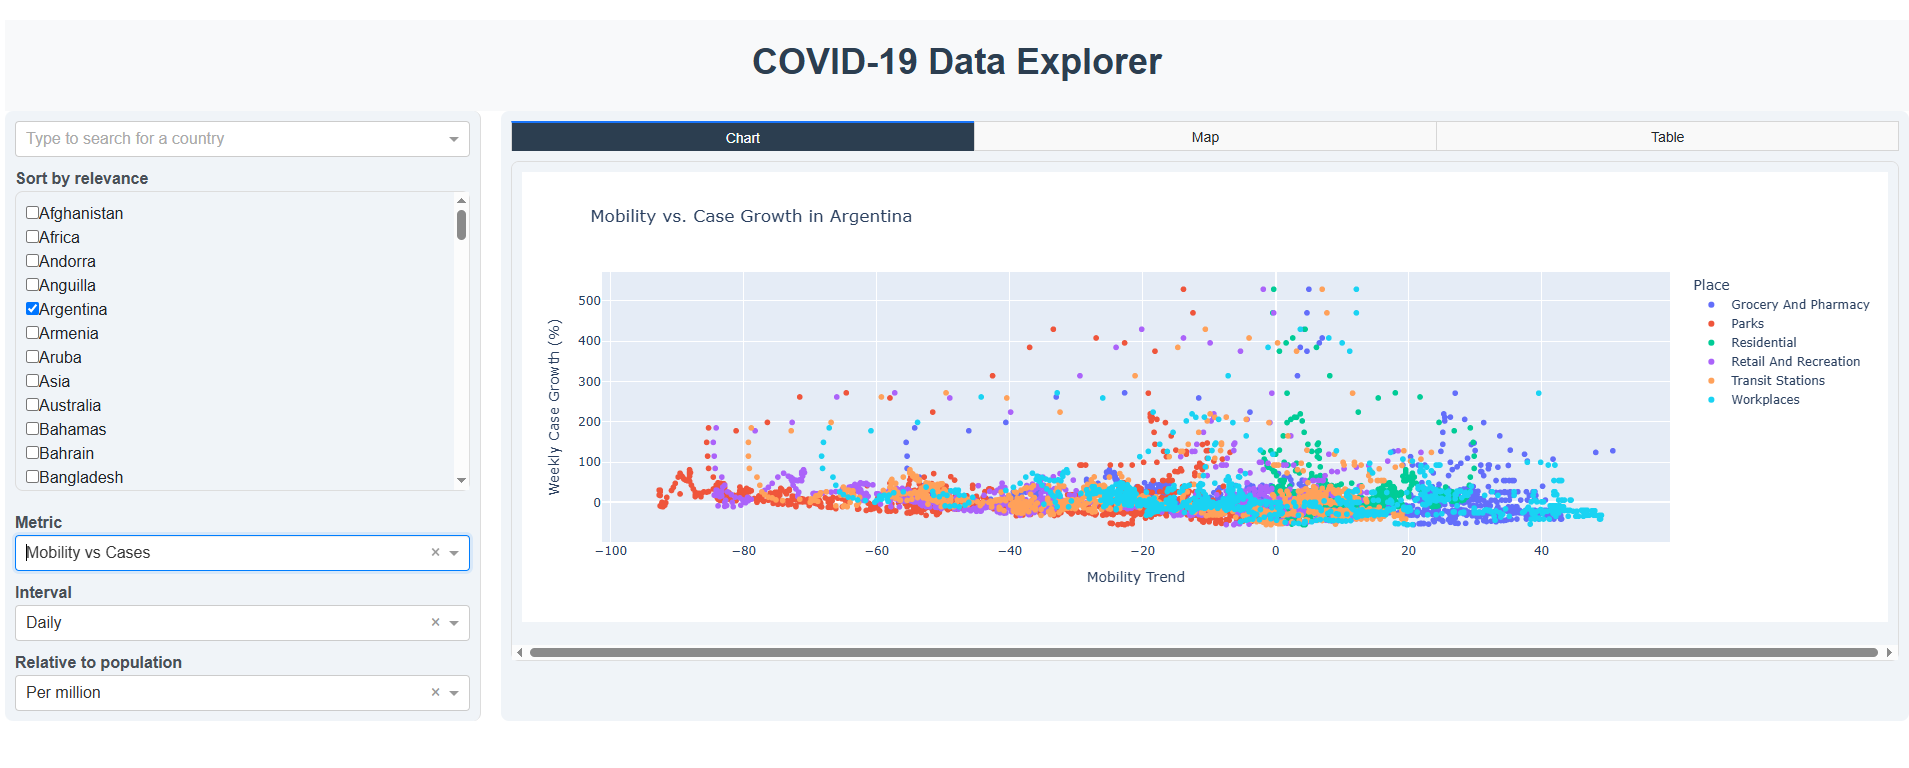 COVID-19 Data Explorer
Type to search for a country
Sort by relevance
Afghanistan
Africa
Andorra
Anguilla
Argentina
Armenia
Aruba
Asia
Australia
Bahamas
Bahrain
Bangladesh
Metric
Mobility vs Cases
Interval
Daily
Relative to population
Per million
Chart
Map
Table
Mobility vs. Case Growth in Argentina
Weekly Case Growth (%)
500
400
300
200
100
0
−100
−80
−60
−40
−20
0
20
40
Mobility Trend
Place
Grocery And Pharmacy
Parks
Residential
Retail And Recreation
Transit Stations
Workplaces